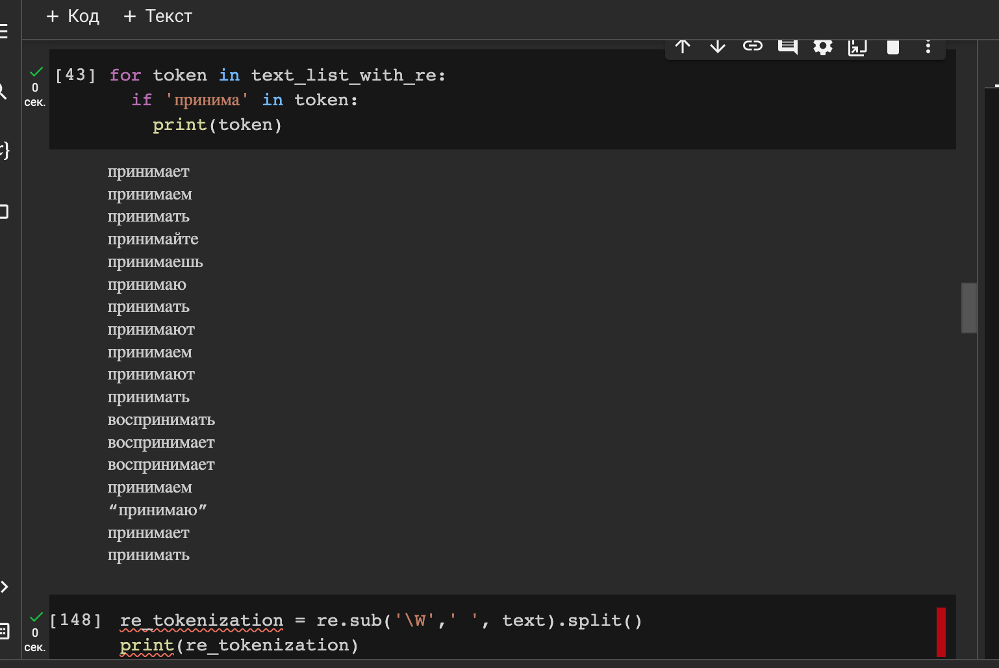 + Код + Текст
[43] for token in text_list_with_re:
0
if 'принима' in token:
сек.
print(token)
принимает
принимаем
принимать
принимайте
принимаешь
принимаю
принимать
принимают
принимаем
принимают
принимать
воспринимать
воспринимает
воспринимает
принимаем
“принимаю”
принимает
принимать
[148] re_tokenization = re.sub('\W',' ', text).split()
0
сек.
print(re_tokenization)